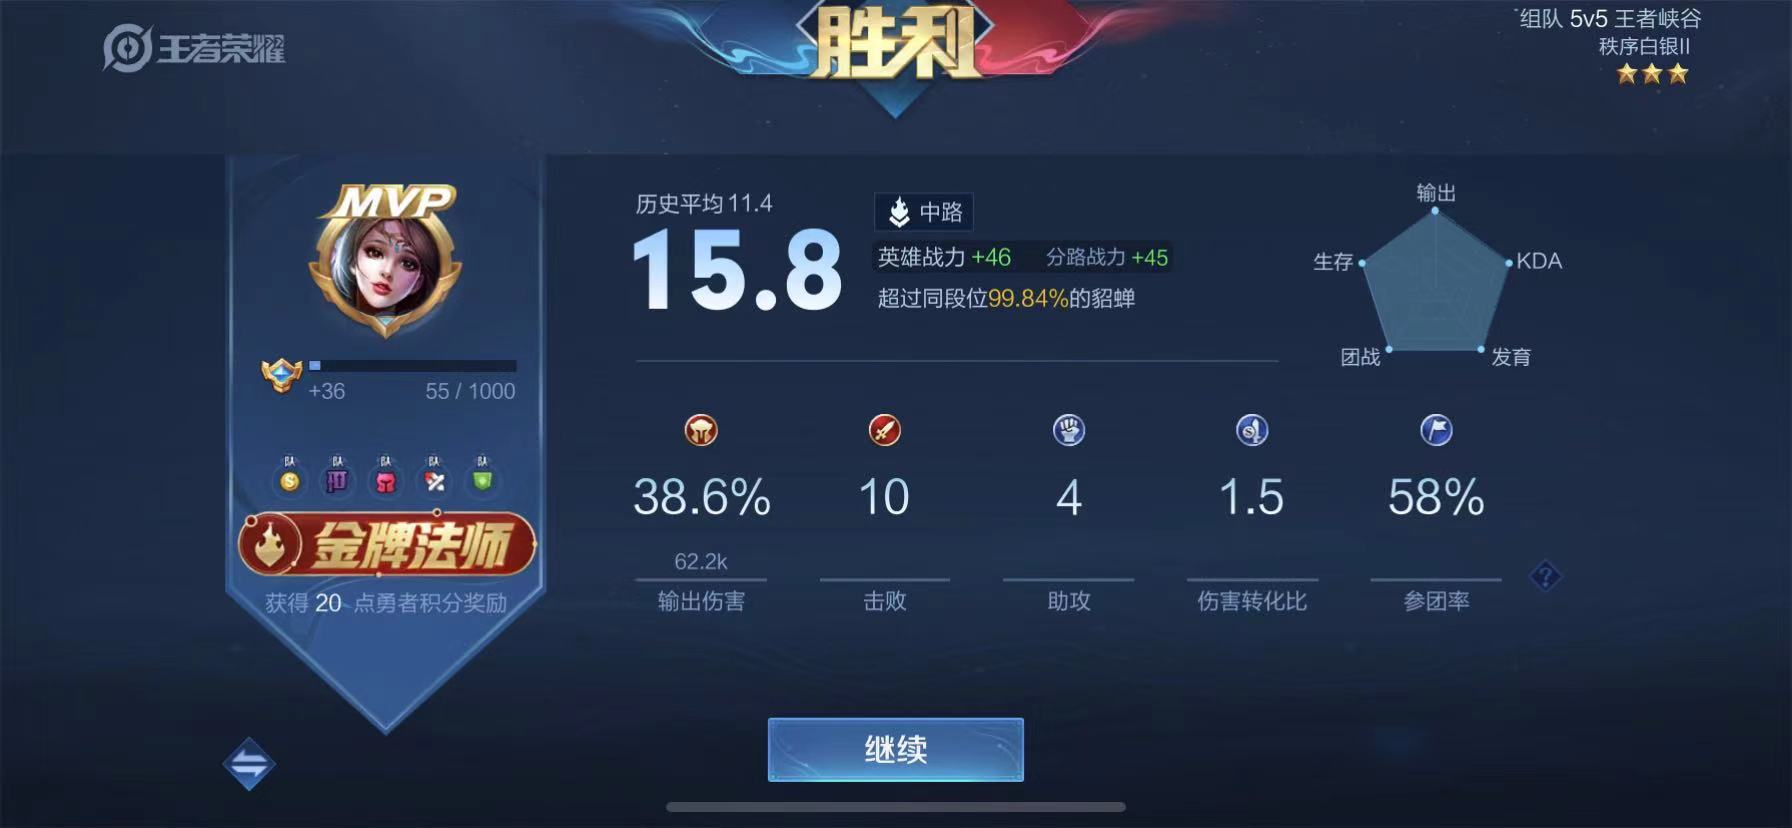 王者荣耀
胜利
组队 5v5 王者峡谷
秩序白银II
MVP
+36
55 / 1000
金牌法师
获得 20 点勇者积分奖励
历史平均 11.4
15.8
中路
英雄战力 +46 分路战力 +45
超过同段位99.84%的貂蝉
输出
生存
KDA
团战
发育
38.6%
10
4
1.5
58%
62.2k
输出伤害
击败
助攻
伤害转化比
参团率
?
继续